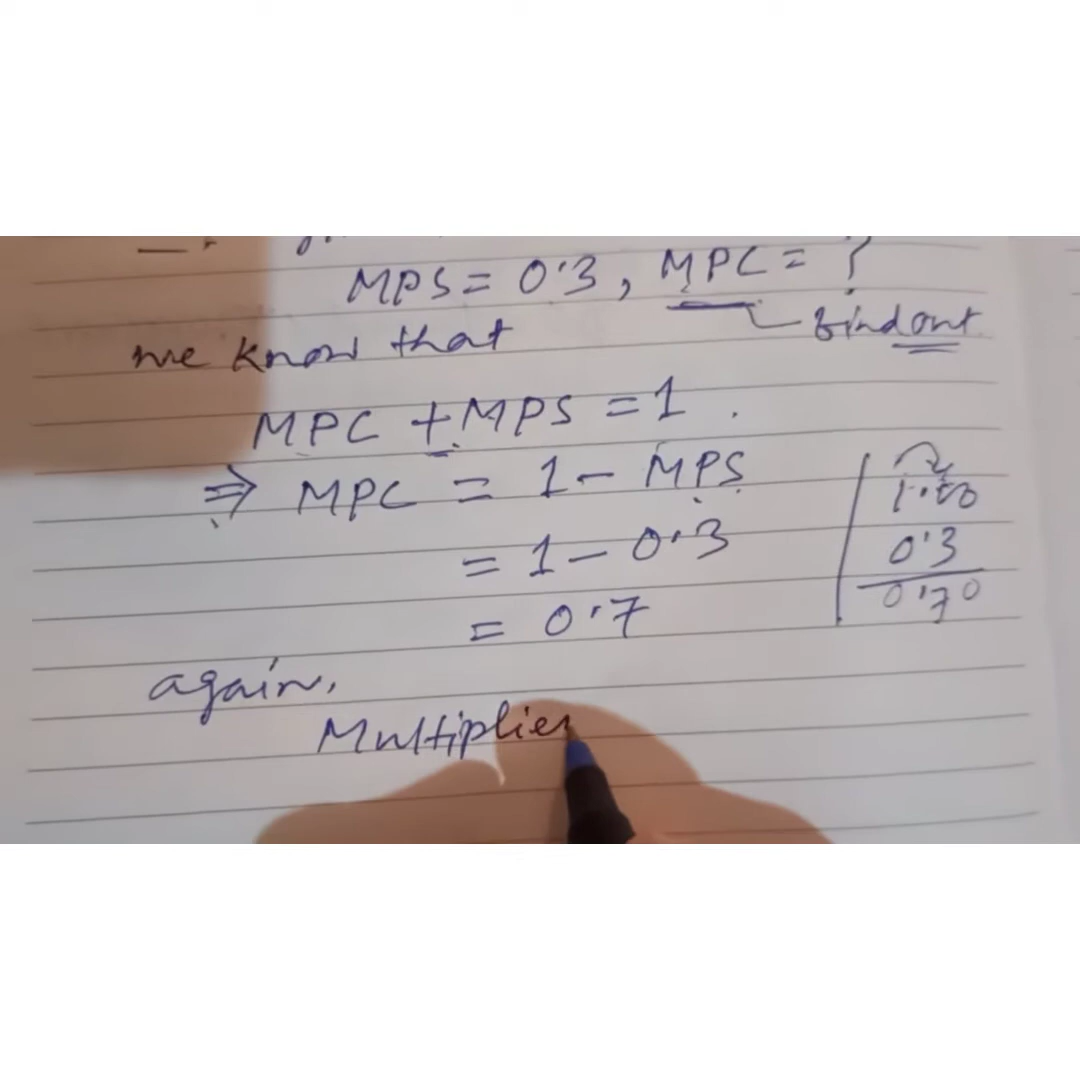 MPS = 0.3, MPC = ?
find out
we know that
MPC + MPS = 1.
⇒ MPC = 1 - MPS
= 1 - 0.3
= 0.7
1.00
0.3
0.70
again,
Multiplier